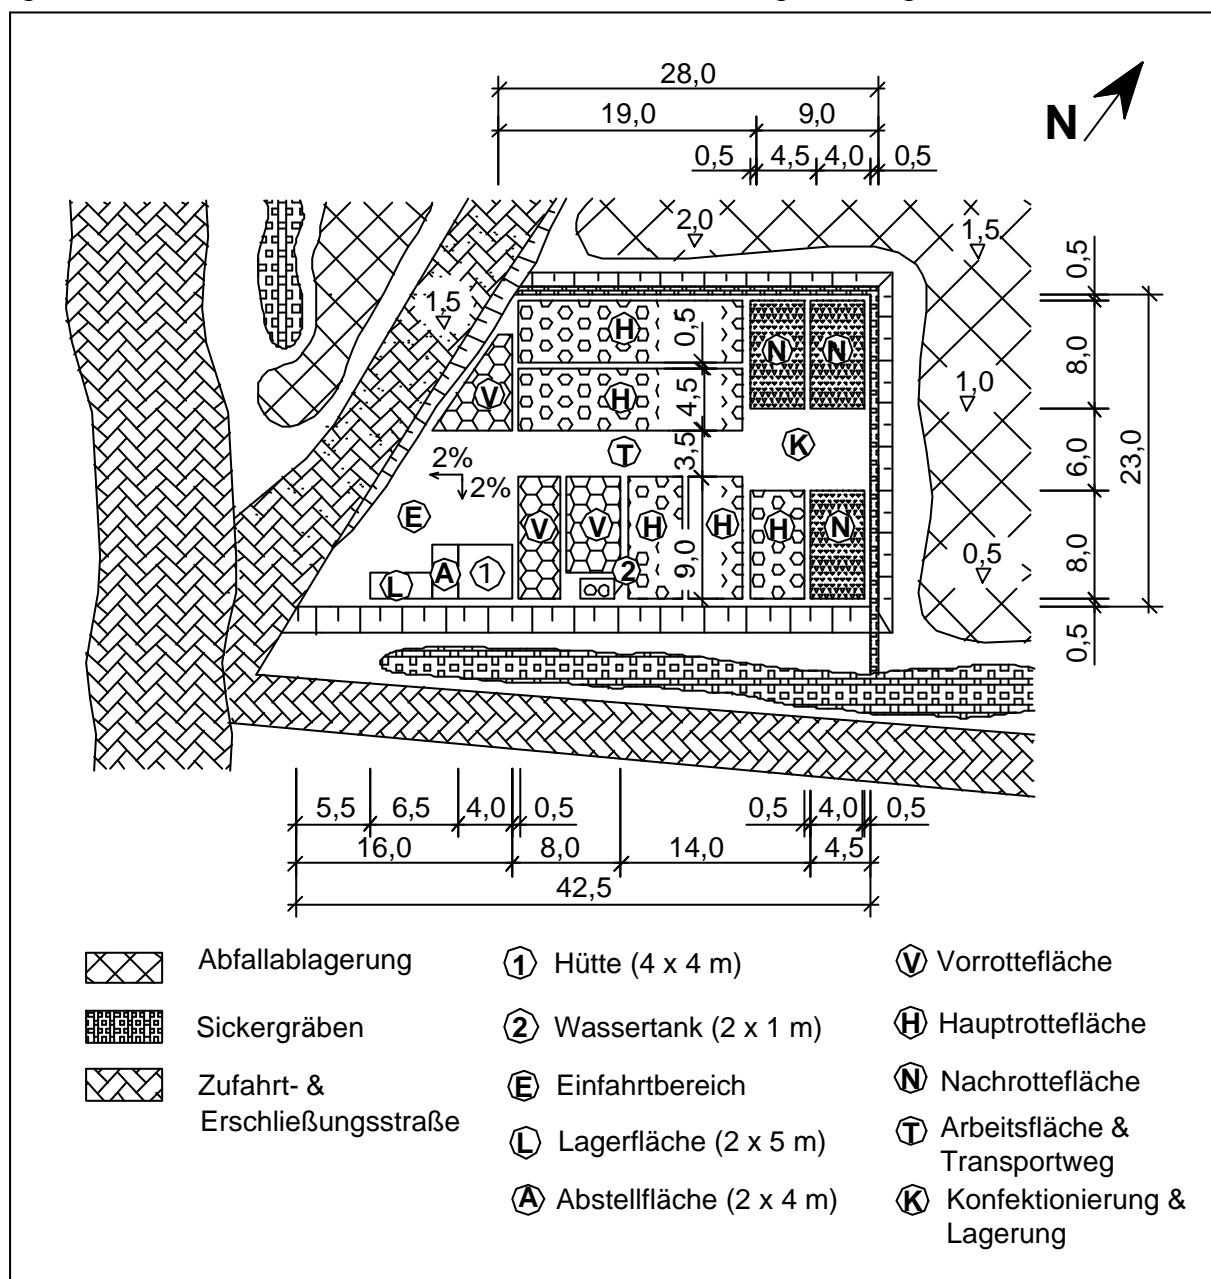 28,0
19,0 9,0
0,5 4,5 4,0 0,5
N
2,0
1,5
1,5
1,0
0,5
0,5
8,0
6,0
8,0
0,5
23,0
H
0,5
N N
V
H
4,5
T
3,5
K
2%
2%
E
V V H H H N
L A 1 2 9,0
5,5 6,5 4,0 0,5 0,5 4,0 0,5
16,0 8,0 14,0 4,5
42,5
Abfallablagerung
Sickergräben
Zufahrt- &
Erschließungsstraße
1 Hütte (4 x 4 m)
2 Wassertank (2 x 1 m)
E Einfahrtbereich
L Lagerfläche (2 x 5 m)
A Abstellfläche (2 x 4 m)
V Vorrottefläche
H Hauptrottefläche
N Nachrottefläche
T Arbeitsfläche &
Transportweg
K Konfektionierung &
Lagerung